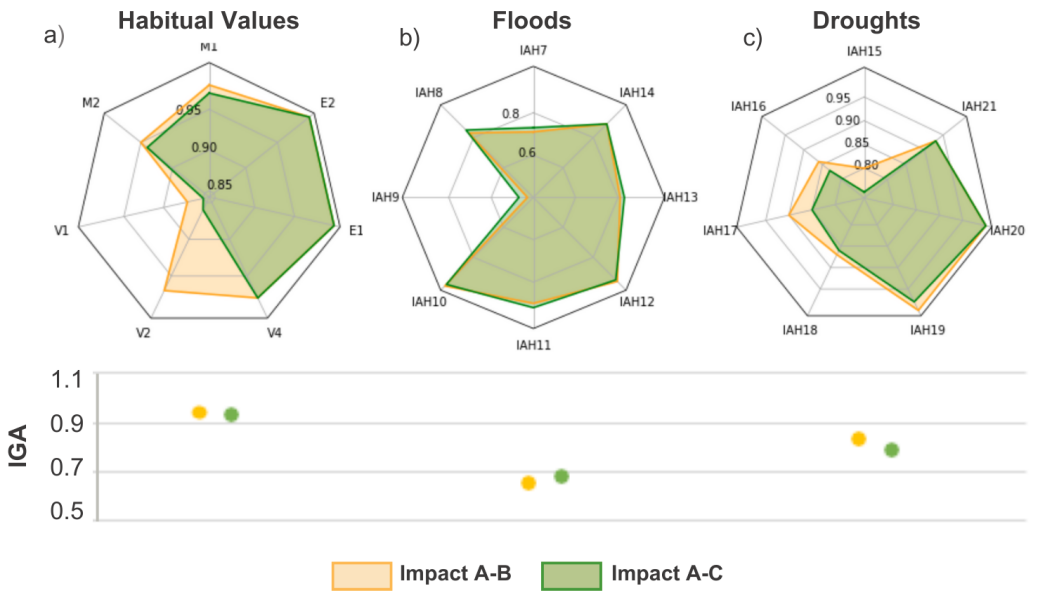 Habitual Values
Floods
Droughts
a)
b)
c)
M1
M2
E2
0.95
0.90
0.85
V1
E1
V2
V4
IAH7
IAH8
IAH14
0.8
0.6
IAH9
IAH13
IAH10
IAH12
IAH11
IAH15
IAH16
IAH21
0.95
0.90
0.85
0.80
IAH17
IAH20
IAH18
IAH19
IGA
1.1
0.9
0.7
0.5
Impact A-B
Impact A-C